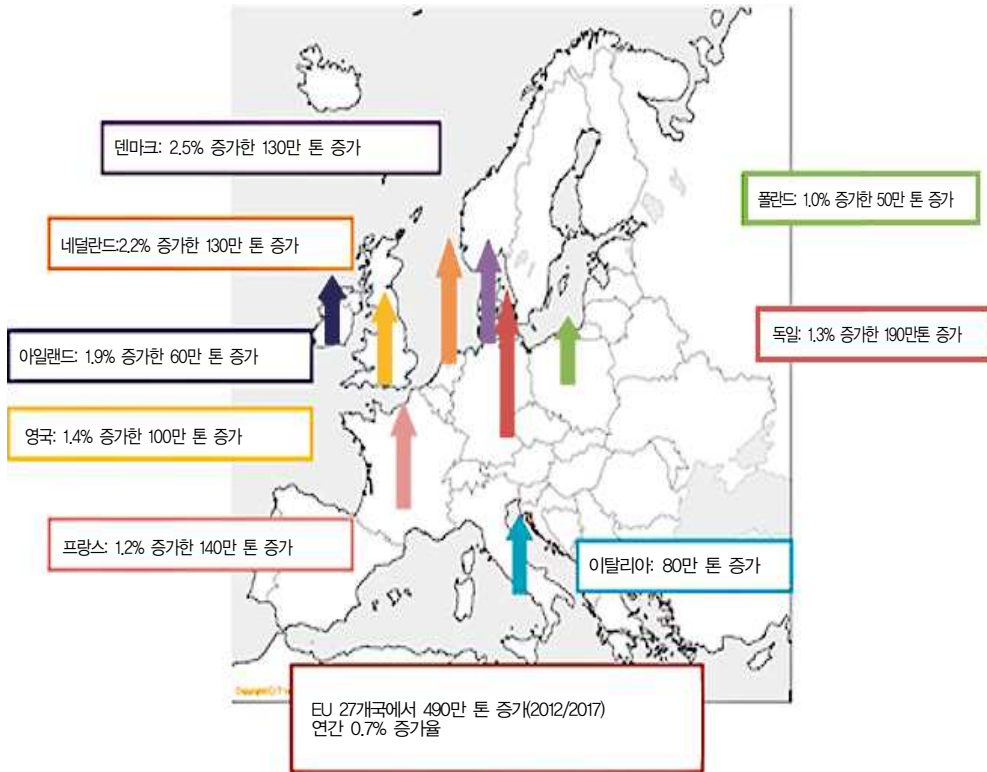 덴마크: 2.5% 증가한 130만 톤 증가
폴란드: 1.0% 증가한 50만 톤 증가
네덜란드:2.2% 증가한 130만 톤 증가
아일랜드: 1.9% 증가한 60만 톤 증가
독일: 1.3% 증가한 190만톤 증가
영국: 1.4% 증가한 100만 톤 증가
프랑스: 1.2% 증가한 140만 톤 증가
이탈리아: 80만 톤 증가
EU 27개국에서 490만 톤 증가(2012/2017)
연간 0.7% 증가율